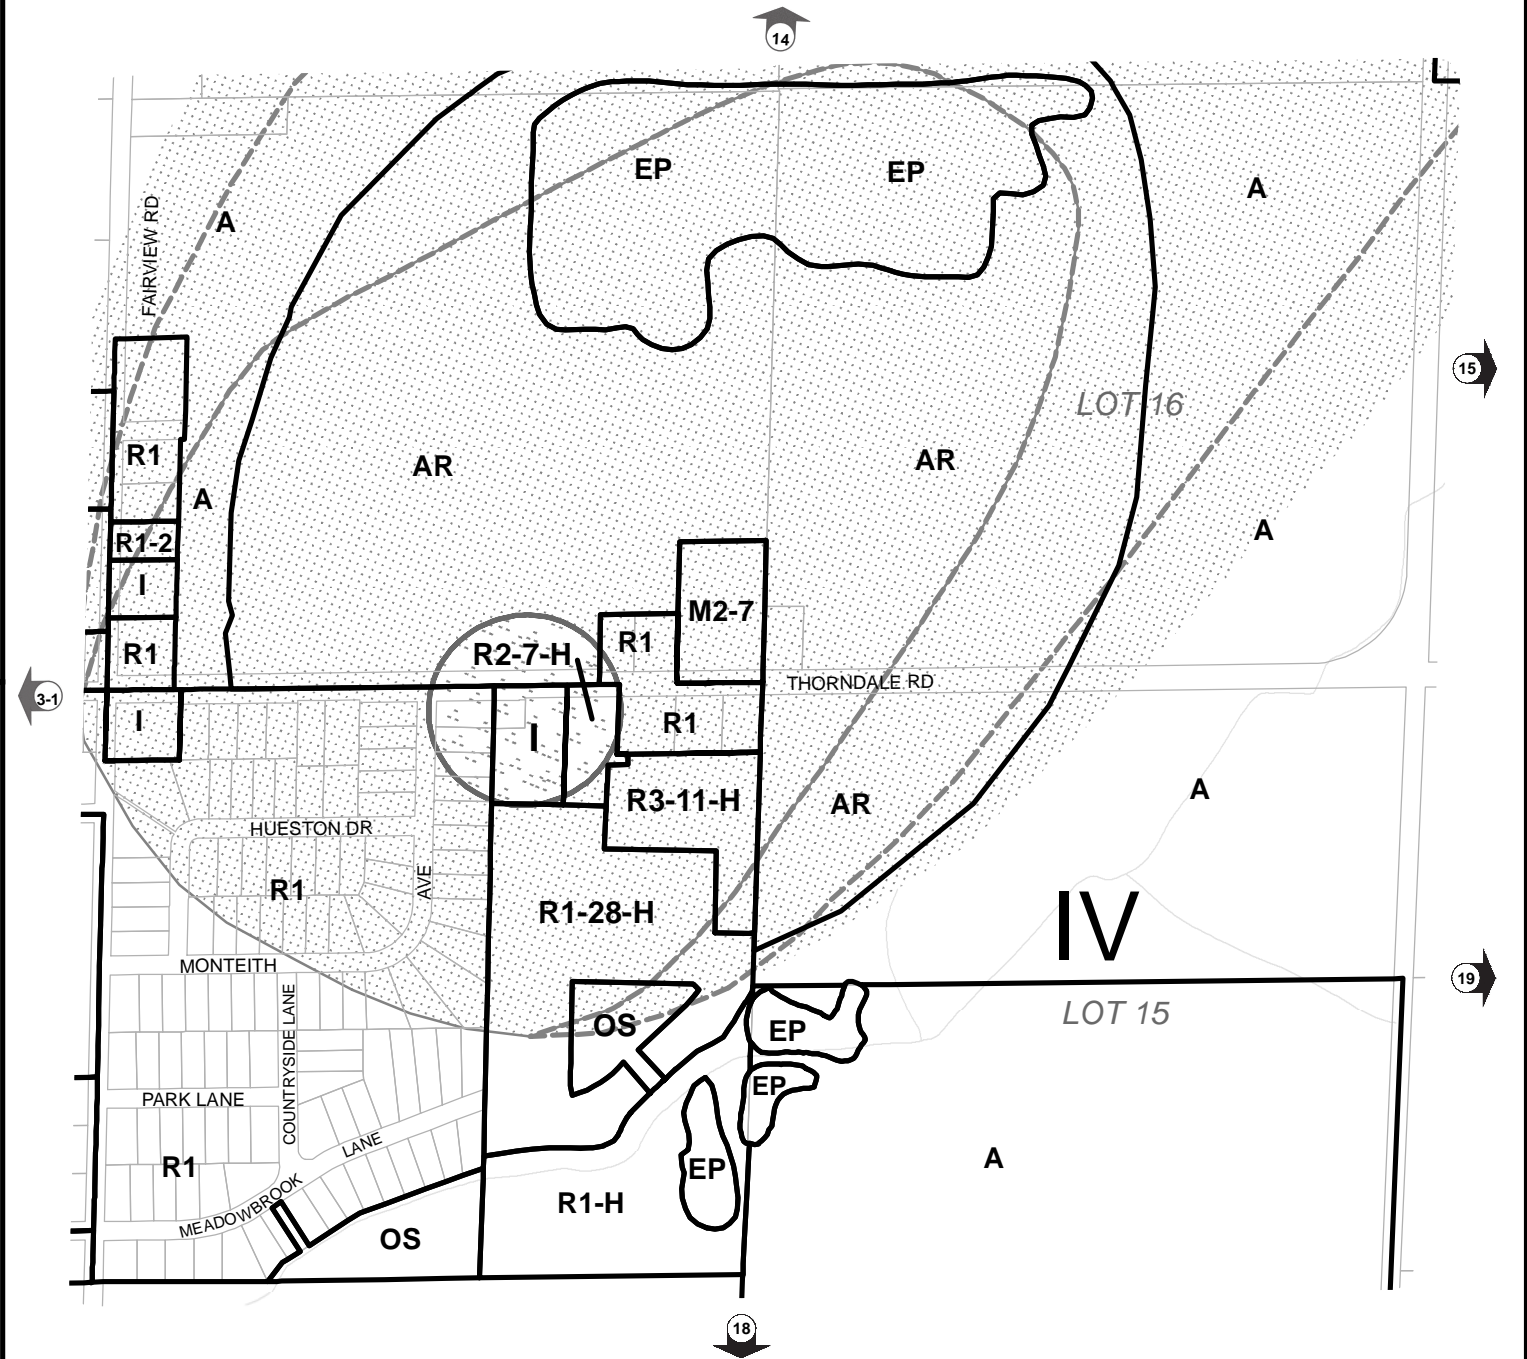 14
EP
EP
A
A
FAIRVIEW RD
15
LOT 16
R1
AR
AR
A
R1-2
A
I
M2-7
R1
R1
R2-7-H
THORNDALE RD
3-1
I
R1
I
A
R3-11-H
AR
HUESTON DR
AVE
R1
R1-28-H
IV
MONTEITH
19
COUNTRYSIDE LANE
LOT 15
OS
EP
EP
PARK LANE
LANE
A
R1
EP
MEADOWBROOK
R1-H
OS
18